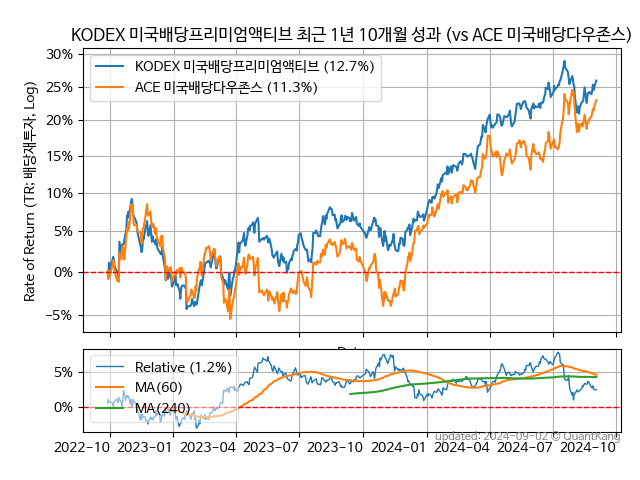 KODEX 미국배당프리미엄액티브 최근 1년 10개월 성과 (vs ACE 미국배당다우존스)
Rate of Return (TR: 배당재투자, Log)
30%
25%
20%
15%
10%
5%
0%
−5%
KODEX 미국배당프리미엄액티브 (12.7%)
ACE 미국배당다우존스 (11.3%)
5%
0%
Relative (1.2%)
MA(60)
MA(240)
updated: 2024-09-02 © QuantKang
2022-10 2023-01 2023-04 2023-07 2023-10 2024-01 2024-04 2024-07 2024-10